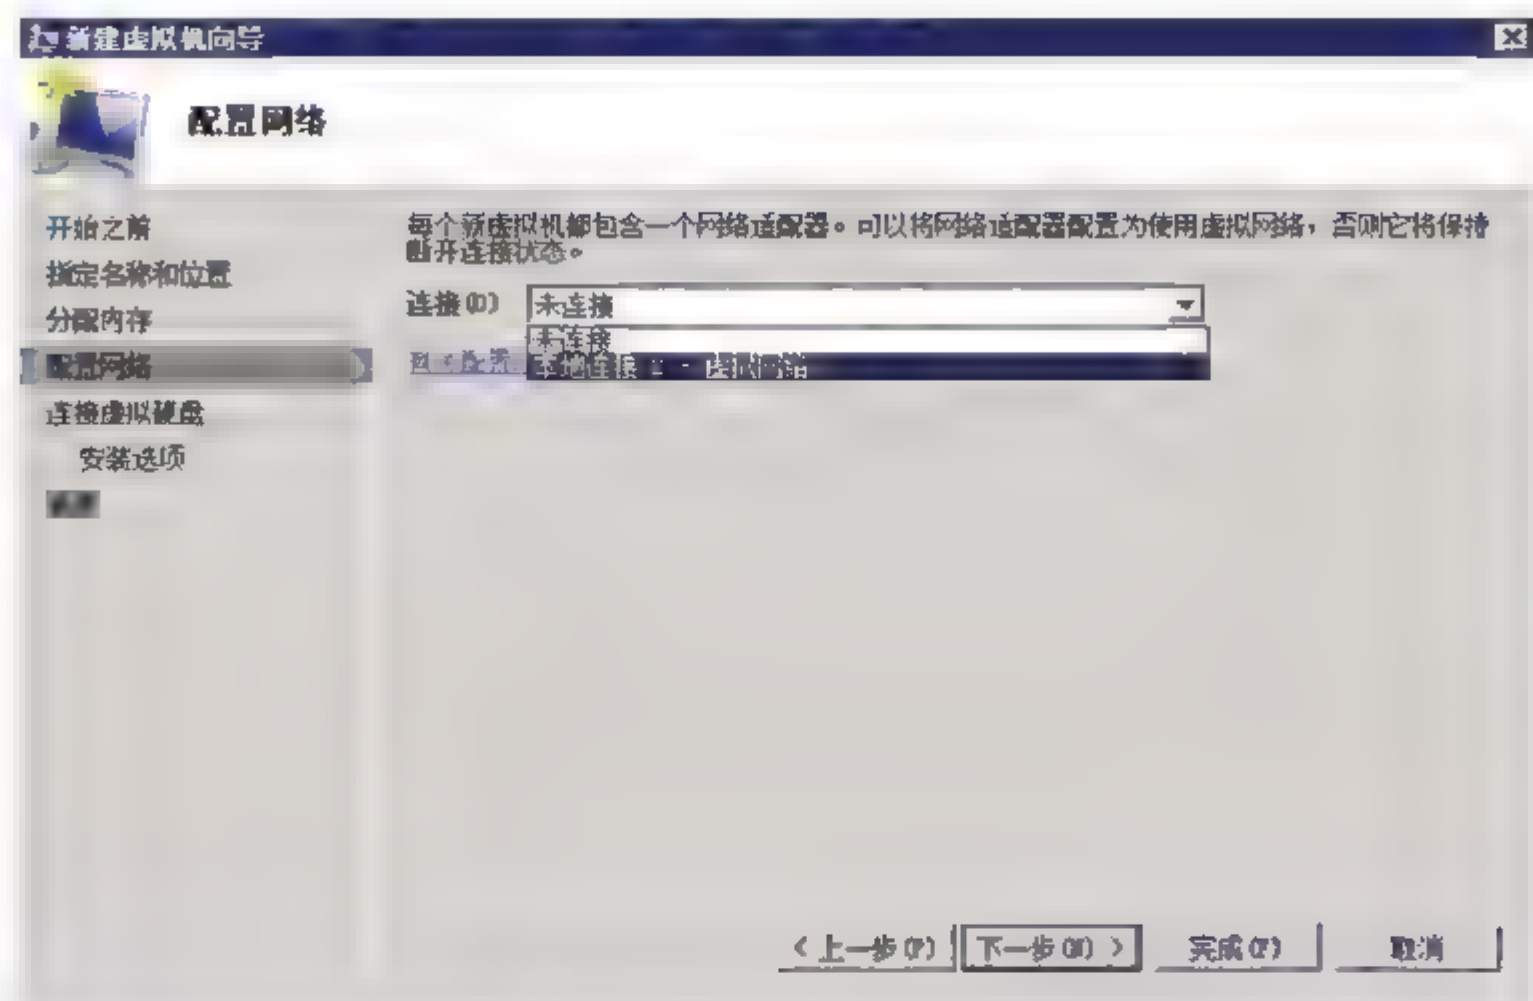 新建虚拟机向导
配置网络
开始之前
指定名称和位置
分配内存
配置网络
连接虚拟硬盘
安装选项
每个新虚拟机都包含一个网络适配器。可以将网络适配器配置为使用虚拟网络，否则它将保持
断开连接状态。
连接
未连接
未连接
本地连接 - 虚拟网络
< 上一步(P)
下一步(N) >
完成(F)
取消